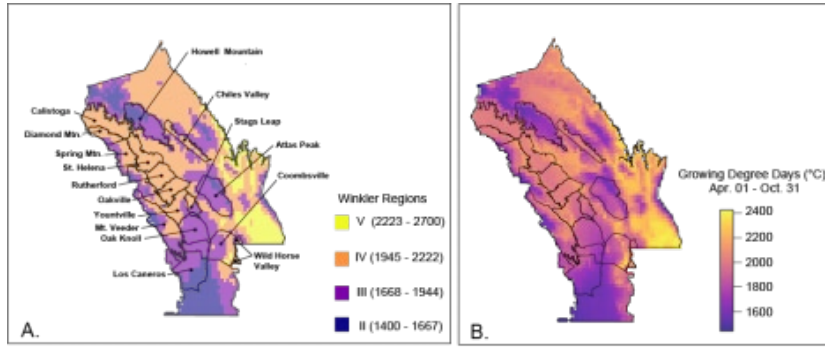 Howell Mountain
Chiles Valley
Calistoga
Stags Leap
Diamond Mtn.
Atlas Peak
Spring Mtn.
St. Helena
Coombsville
Rutherford
Oakville
Yountville
Mt. Veeder
Oak Knoll
Wild Horse
Valley
Los Caneros
Winkler Regions
V (2223 - 2700)
IV (1945 - 2222)
III (1668 - 1944)
II (1400 - 1667)
A.
Growing Degree Days (°C)
Apr. 01 - Oct. 31
2400
2200
2000
1800
1600
B.